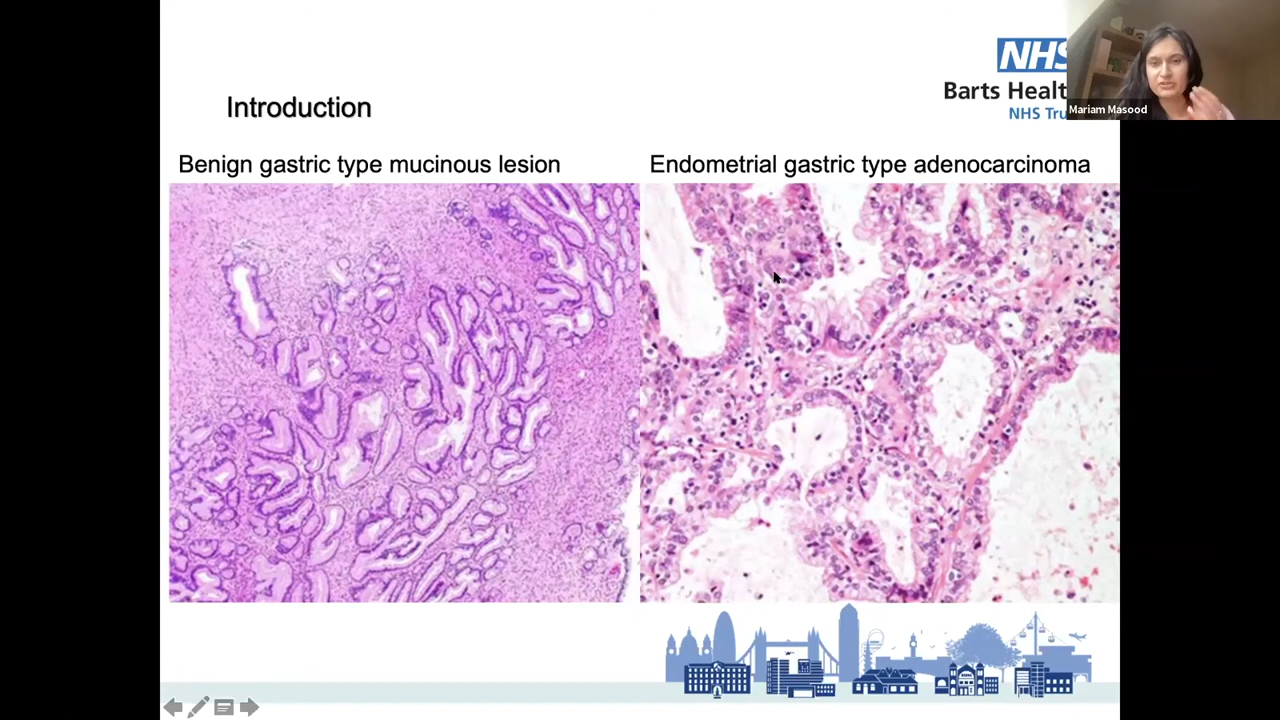 NHS
Barts Healt
NHS Tru
Mariam Masood
Introduction
Benign gastric type mucinous lesion
Endometrial gastric type adenocarcinoma